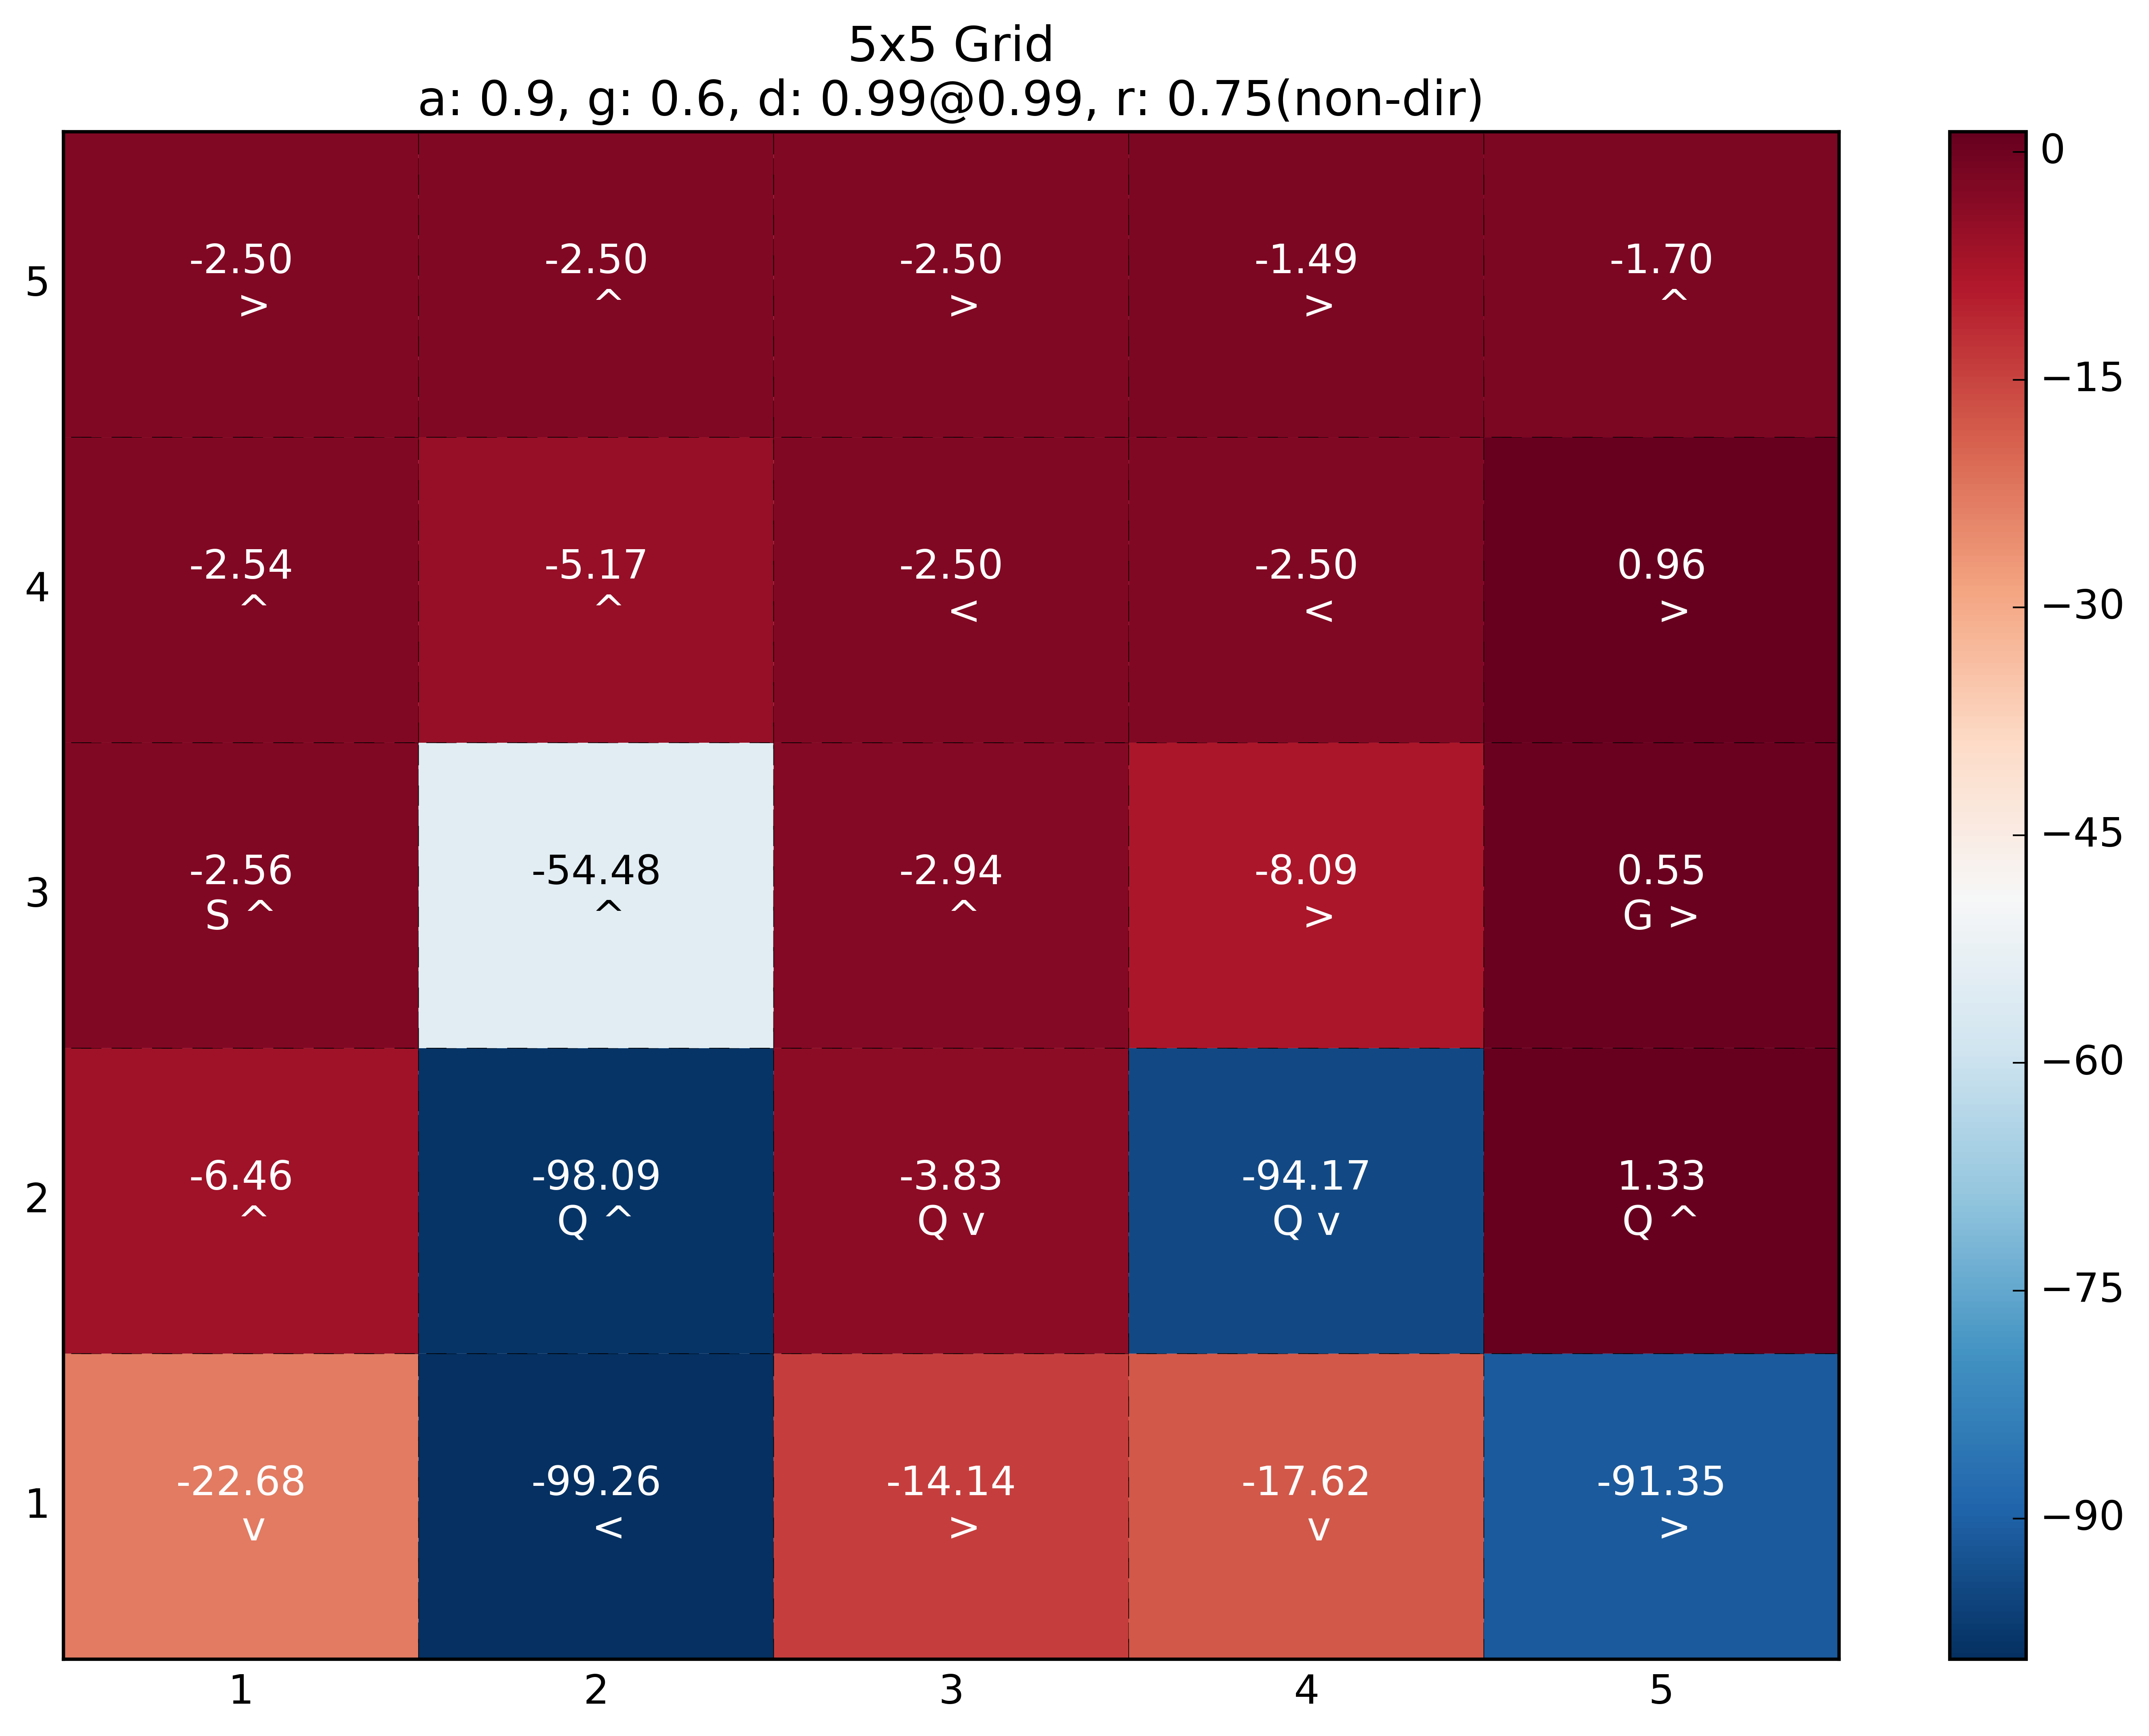 5x5 Grid
a: 0.9, g: 0.6, d: 0.99@0.99, r: 0.75(non-dir)
5
-2.50 -2.50 -2.50 -1.49 -1.70
> ^ > > ^
4
-2.54 -5.17 -2.50 -2.50 0.96
^ ^ < < >
3
-2.56 -54.48 -2.94 -8.09 0.55
S ^ ^ ^ > G >
2
-6.46 -98.09 -3.83 -94.17 1.33
^ Q ^ Q v Q v Q ^
1
-22.68 -99.26 -14.14 -17.62 -91.35
v < > v >
1 2 3 4 5
0
−15
−30
−45
−60
−75
−90